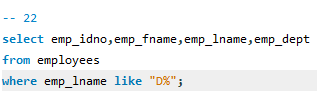 -- 22
select emp_idno,emp_fname,emp_lname,emp_dept
from employees
where emp_lname like "D%";